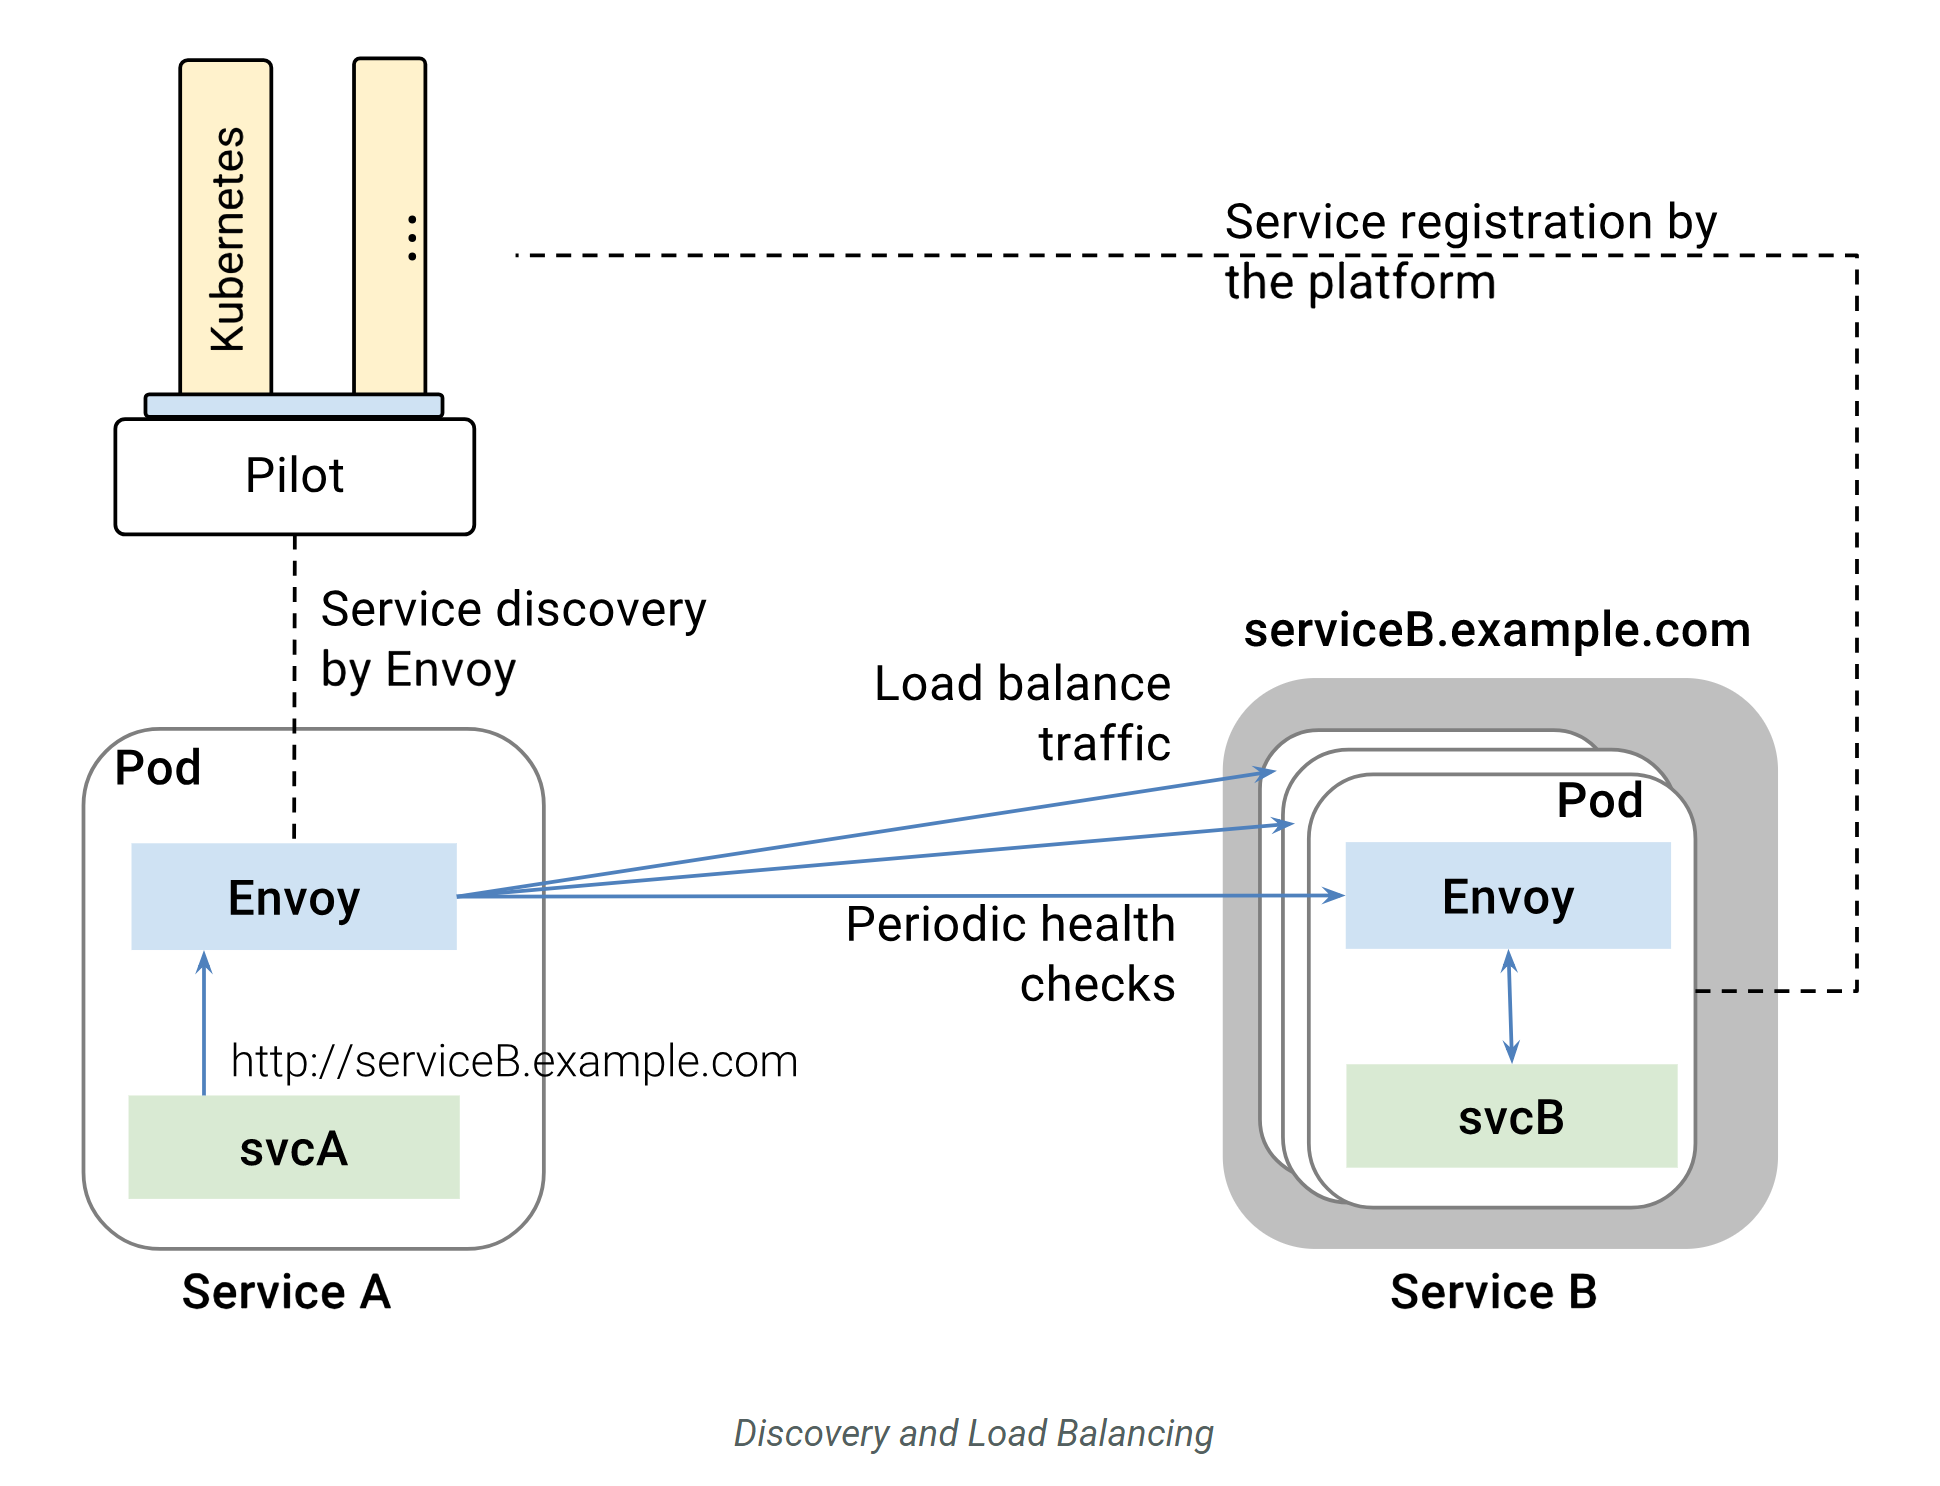 Kubernetes
...
Service registration by
the platform
Pilot
Service discovery
by Envoy
serviceB.example.com
Load balance
traffic
Pod
Pod
Envoy
Envoy
Periodic health
checks
http://serviceB.example.com
svcA
svcB
Service A
Service B
Discovery and Load Balancing